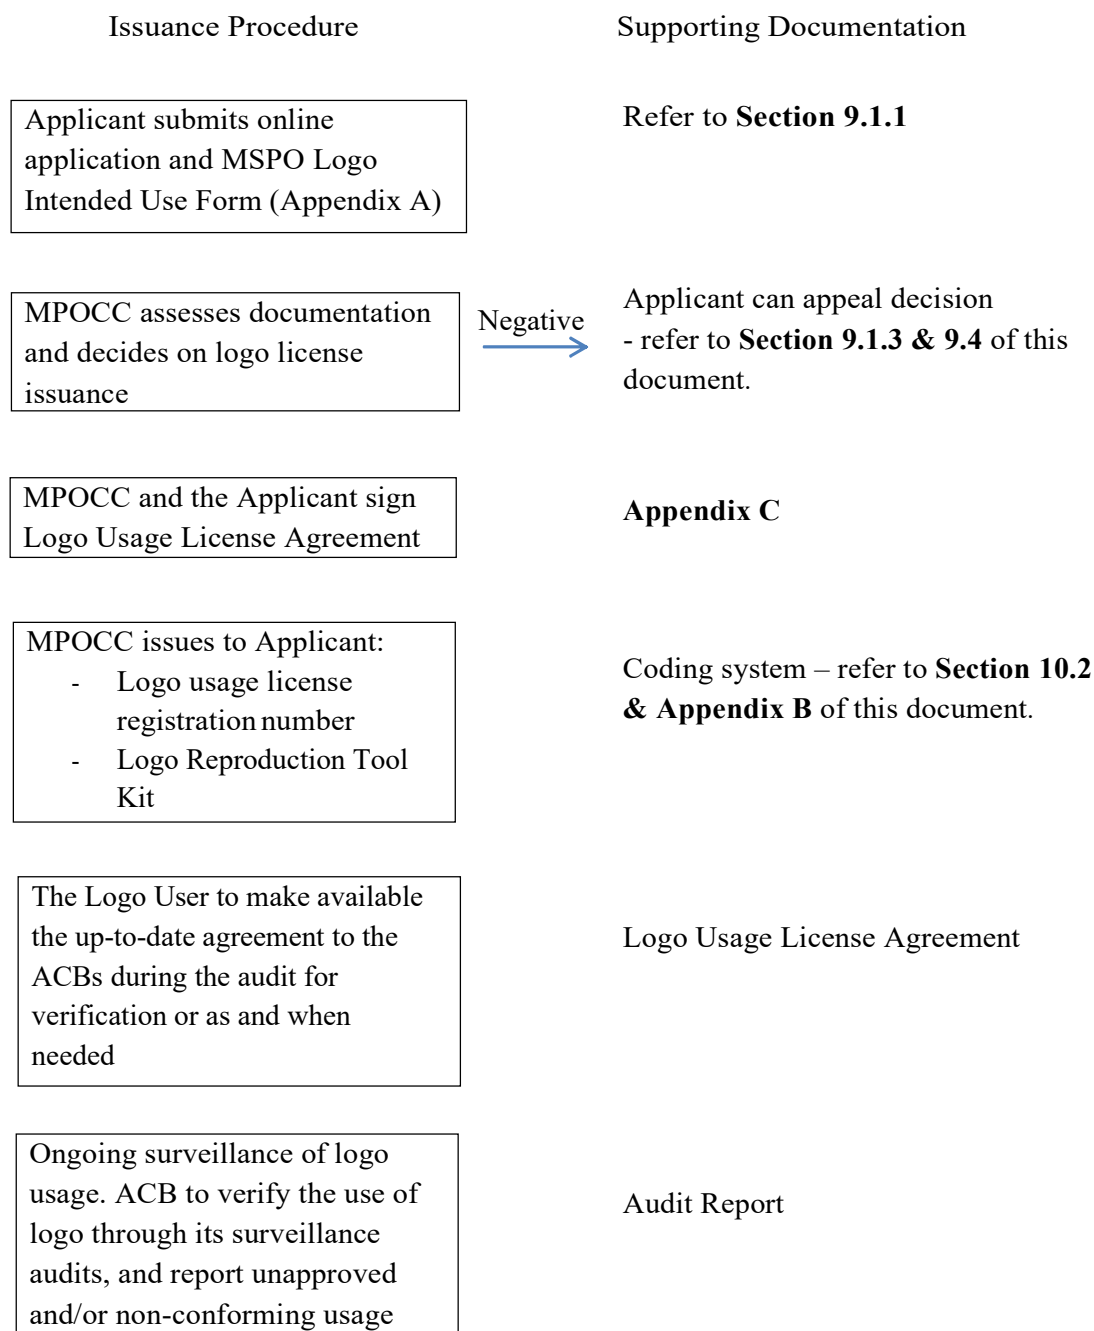 Issuance Procedure
Supporting Documentation
Applicant submits online
application and MSPO Logo
Intended Use Form (Appendix A)
Refer to Section 9.1.1
MPOCC assesses documentation
and decides on logo license
issuance
Negative
Applicant can appeal decision
- refer to Section 9.1.3 & 9.4 of this
document.
MPOCC and the Applicant sign
Logo Usage License Agreement
Appendix C
MPOCC issues to Applicant:
- Logo usage license
registration number
- Logo Reproduction Tool
Kit
Coding system – refer to Section 10.2
& Appendix B of this document.
The Logo User to make available
the up-to-date agreement to the
ACBs during the audit for
verification or as and when
needed
Logo Usage License Agreement
Ongoing surveillance of logo
usage. ACB to verify the use of
logo through its surveillance
audits, and report unapproved
and/or non-conforming usage
Audit Report